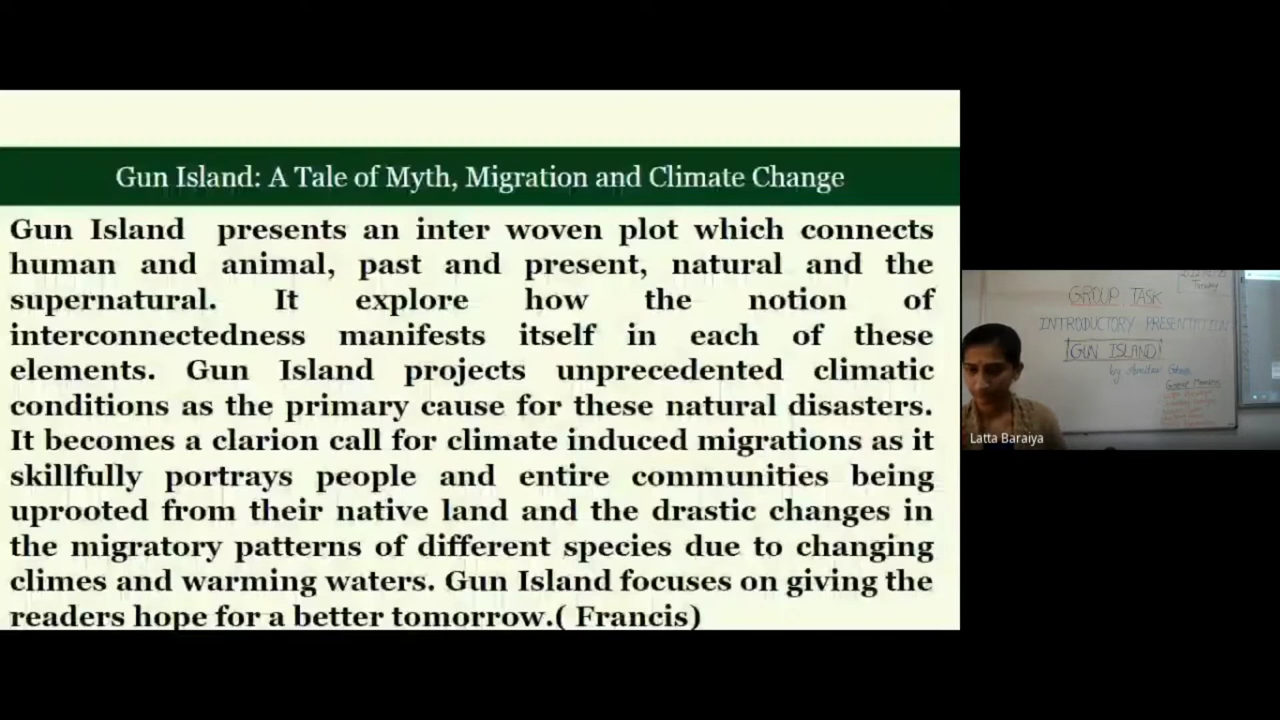 Gun Island: A Tale of Myth, Migration and Climate Change
Gun Island presents an inter woven plot which connects
human and animal, past and present, natural and the
supernatural. It explore how the notion of
interconnectedness manifests itself in each of these
elements. Gun Island projects unprecedented climatic
conditions as the primary cause for these natural disasters.
It becomes a clarion call for climate induced migrations as it
skillfully portrays people and entire communities being
uprooted from their native land and the drastic changes in
the migratory patterns of different species due to changing
climes and warming waters. Gun Island focuses on giving the
readers hope for a better tomorrow.( Francis)
Tuesday
GROUP TASK
INTRODUCTORY PRESENTATION
GUN ISLAND
by
Latta Baraiya